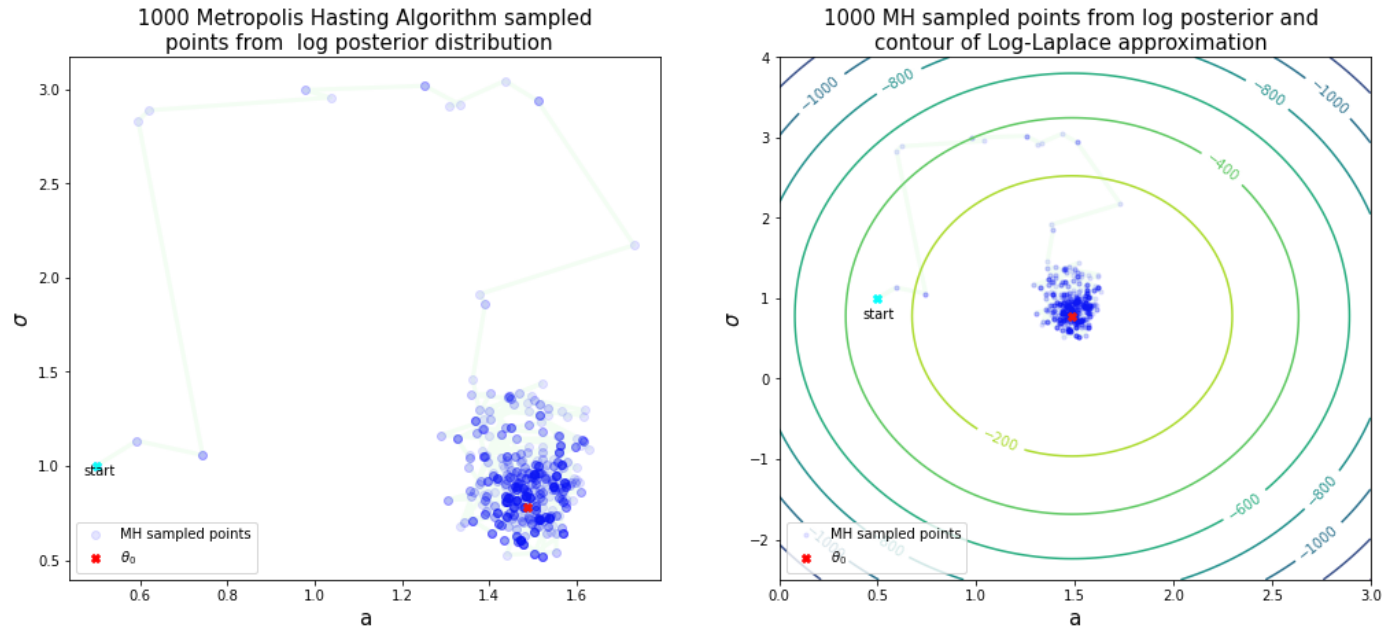 1000 Metropolis Hasting Algorithm sampled
points from  log posterior distribution
3.0
2.5
2.0
1.5
1.0
0.5
σ
start
MH sampled points
θ₀
0.6
0.8
1.0
1.2
1.4
1.6
a
1000 MH sampled points from log posterior and
contour of Log-Laplace approximation
4
3
2
1
0
−1
−2
σ
−1000
−800
−800
−1000
−400
start
−200
−600
−800
−1000
−1000
MH sampled points
θ₀
0.0
0.5
1.0
1.5
2.0
2.5
3.0
a